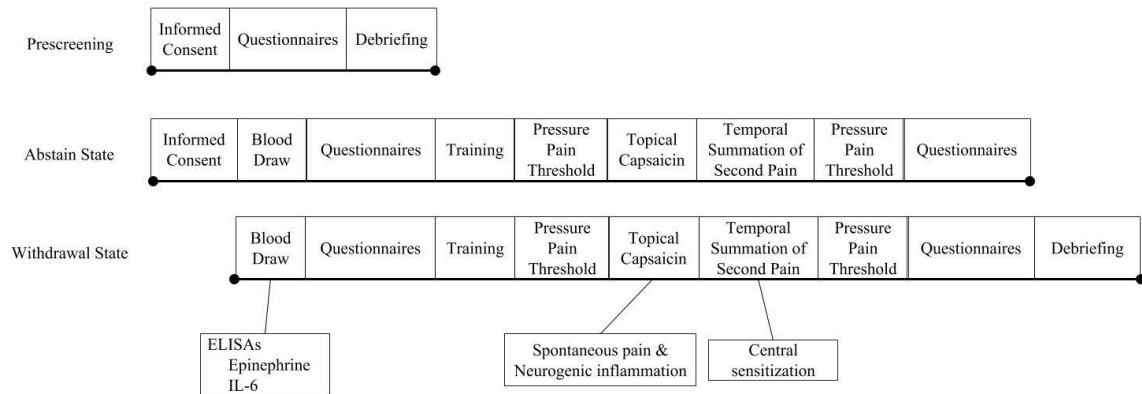 Prescreening
Informed
Consent
Questionnaires
Debriefing
Abstain State
Informed
Consent
Blood
Draw
Questionnaires
Training
Pressure
Pain
Threshold
Topical
Capsaicin
Temporal
Summation of
Second Pain
Pressure
Pain
Threshold
Questionnaires
Withdrawal State
Blood
Draw
Questionnaires
Training
Pressure
Pain
Threshold
Topical
Capsaicin
Temporal
Summation of
Second Pain
Pressure
Pain
Threshold
Questionnaires
Debriefing
ELISAs
Epinephrine
IL-6
Spontaneous pain &
Neurogenic inflammation
Central
sensitization